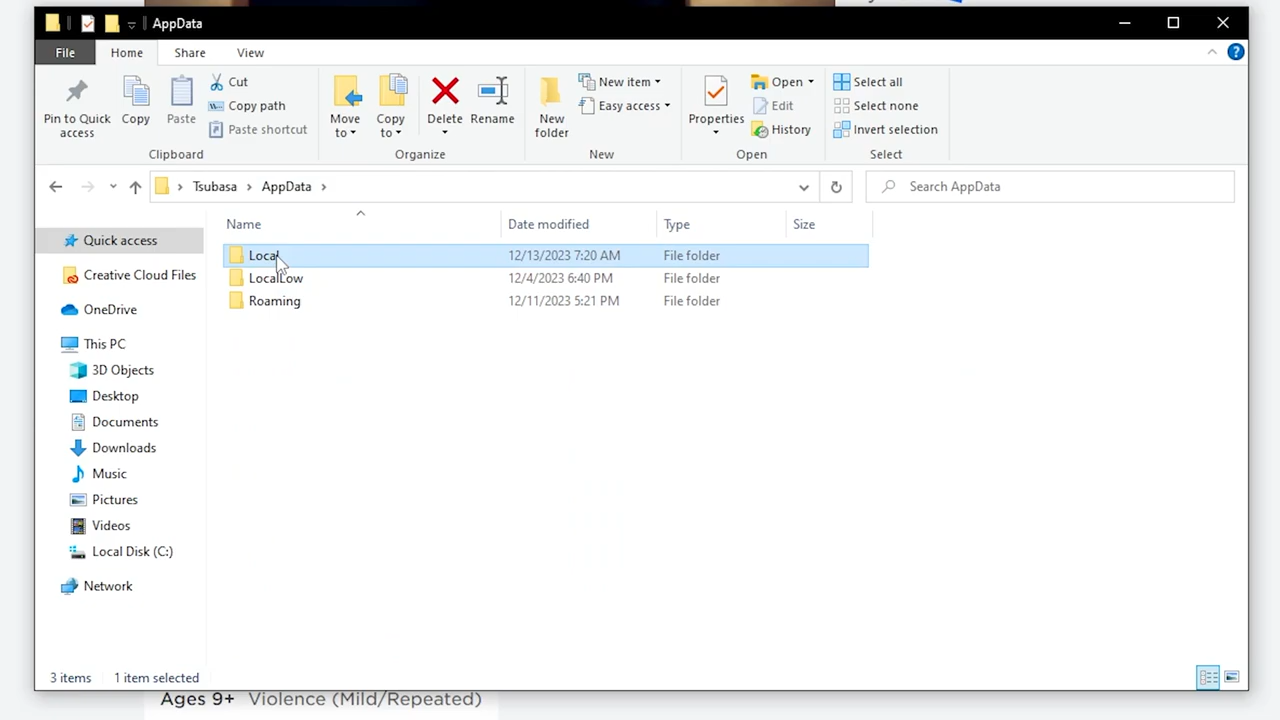 AppData
File Home Share View
Pin to Quick access
Copy
Paste
Cut
Copy path
Paste shortcut
Clipboard
Move to
Copy to
Delete
Rename
Organize
New folder
New item
Easy access
New
Properties
Open
Edit
History
Open
Select all
Select none
Invert selection
Select
Tsubasa AppData
Search AppData
Name Date modified Type Size
Local 12/13/2023 7:20 AM File folder
LocalLow 12/4/2023 6:40 PM File folder
Roaming 12/11/2023 5:21 PM File folder
Quick access
Creative Cloud Files
OneDrive
This PC
3D Objects
Desktop
Documents
Downloads
Music
Pictures
Videos
Local Disk (C:)
Network
3 items 1 item selected
Ages 9+ Violence (Mild/Repeated)